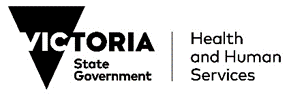 VICTORIA
State
Government
Health
and Human
Services